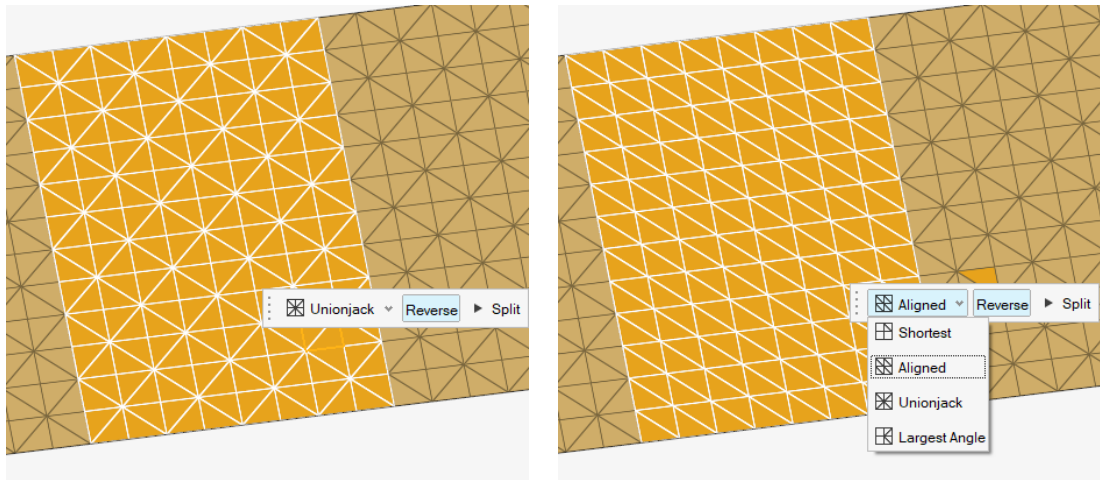 Unionjack Reverse Split
Aligned Reverse Split
Shortest
Aligned
Unionjack
Largest Angle